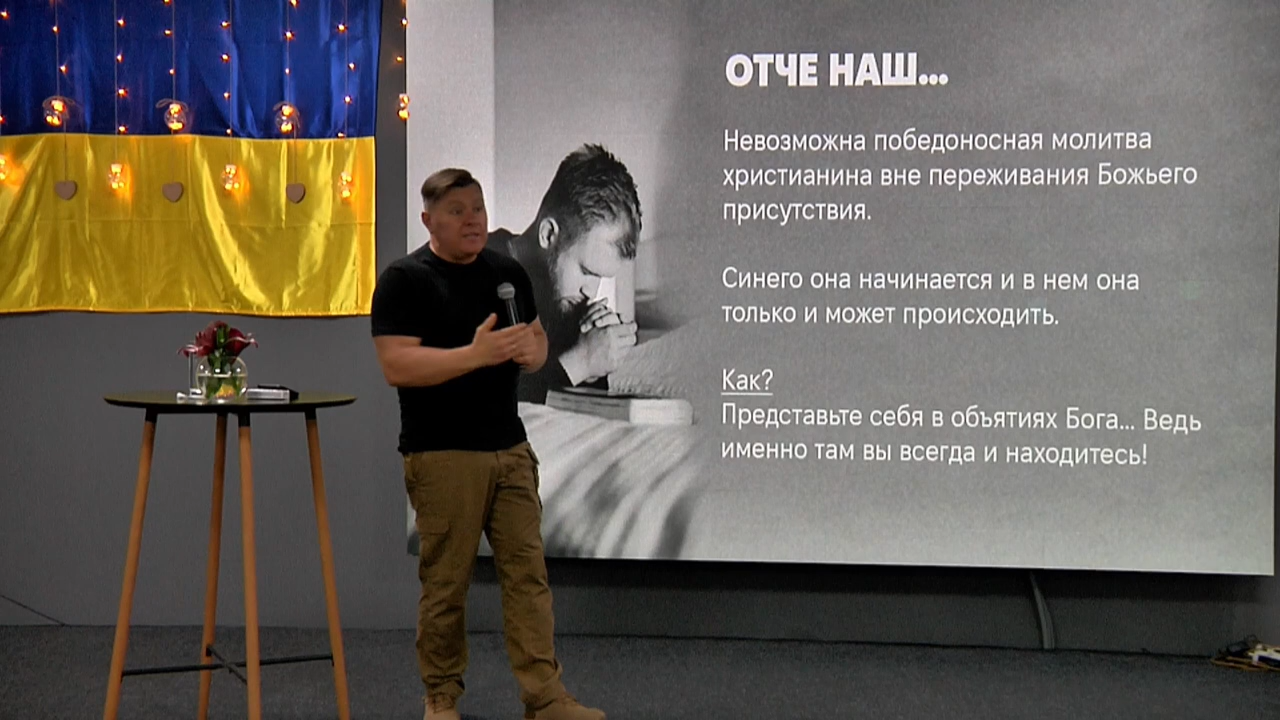 ОТЧЕ НАШ...
Невозможна победоносная молитва
христианина вне переживания Божьего
присутствия.
Синего она начинается и в нем она
только и может происходить.
Как?
Представьте себя в объятиях Бога... Ведь
именно там вы всегда и находитесь!